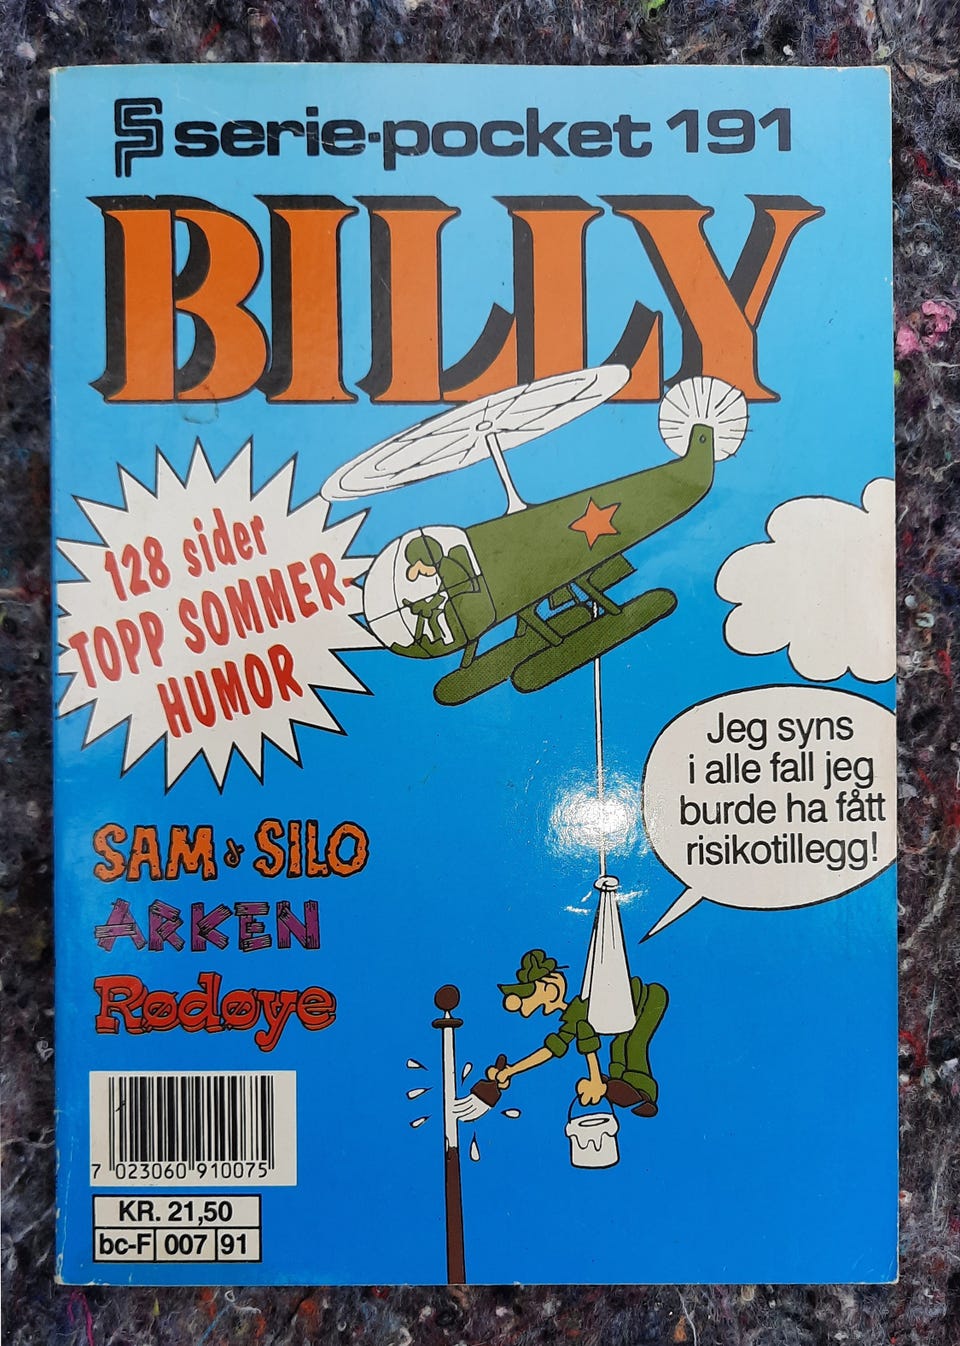 SP serie-pocket 191
BILLY
128 sider
TOPP SOMMER-
HUMOR
Jeg syns
i alle fall jeg
burde ha fått
risikotillegg!
SAM & SILO
ARKEN
Rødøye
7 023060 910075
KR. 21,50
bc-F 007 91